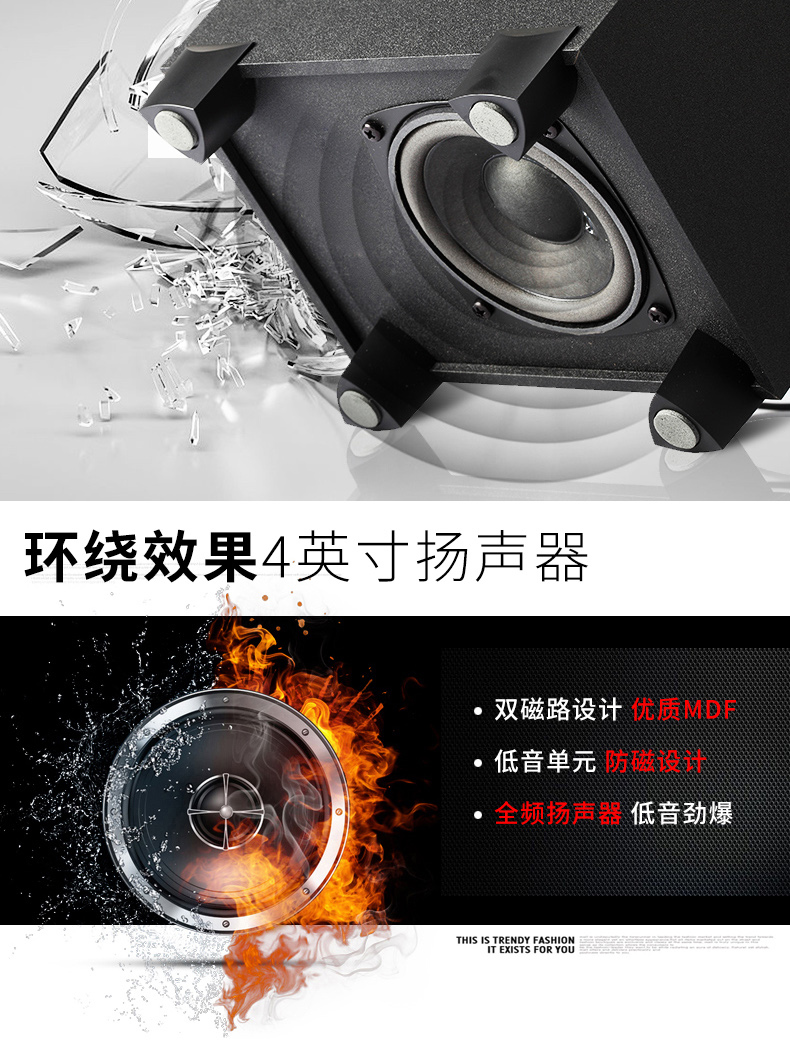 环绕效果4英寸扬声器
• 双磁路设计 优质MDF
• 低音单元 防磁设计
• 全频扬声器 低音劲爆
THIS IS TRENDY FASHION
IT EXISTS FOR YOU